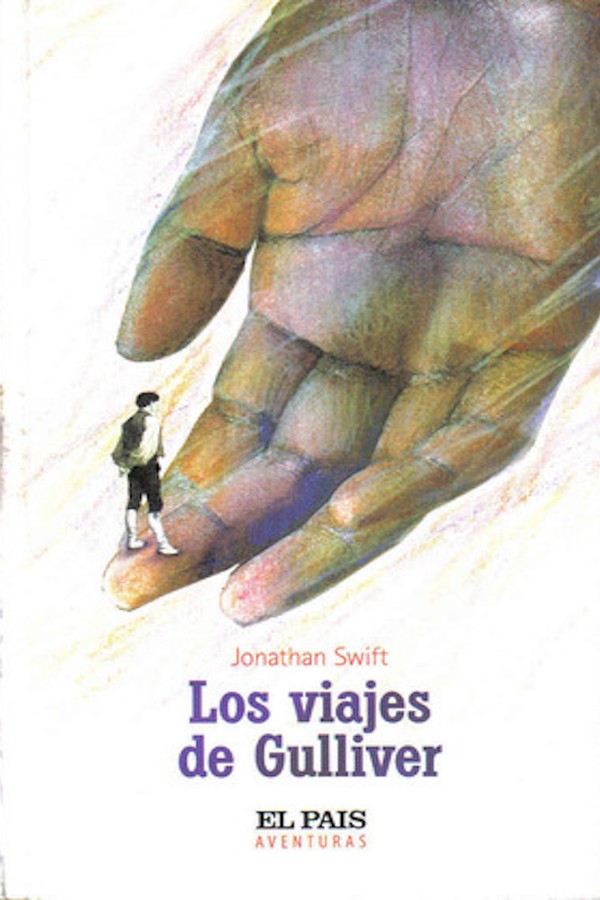 Jonathan Swift
Los viajes
de Gulliver
EL PAIS
AVENTURAS